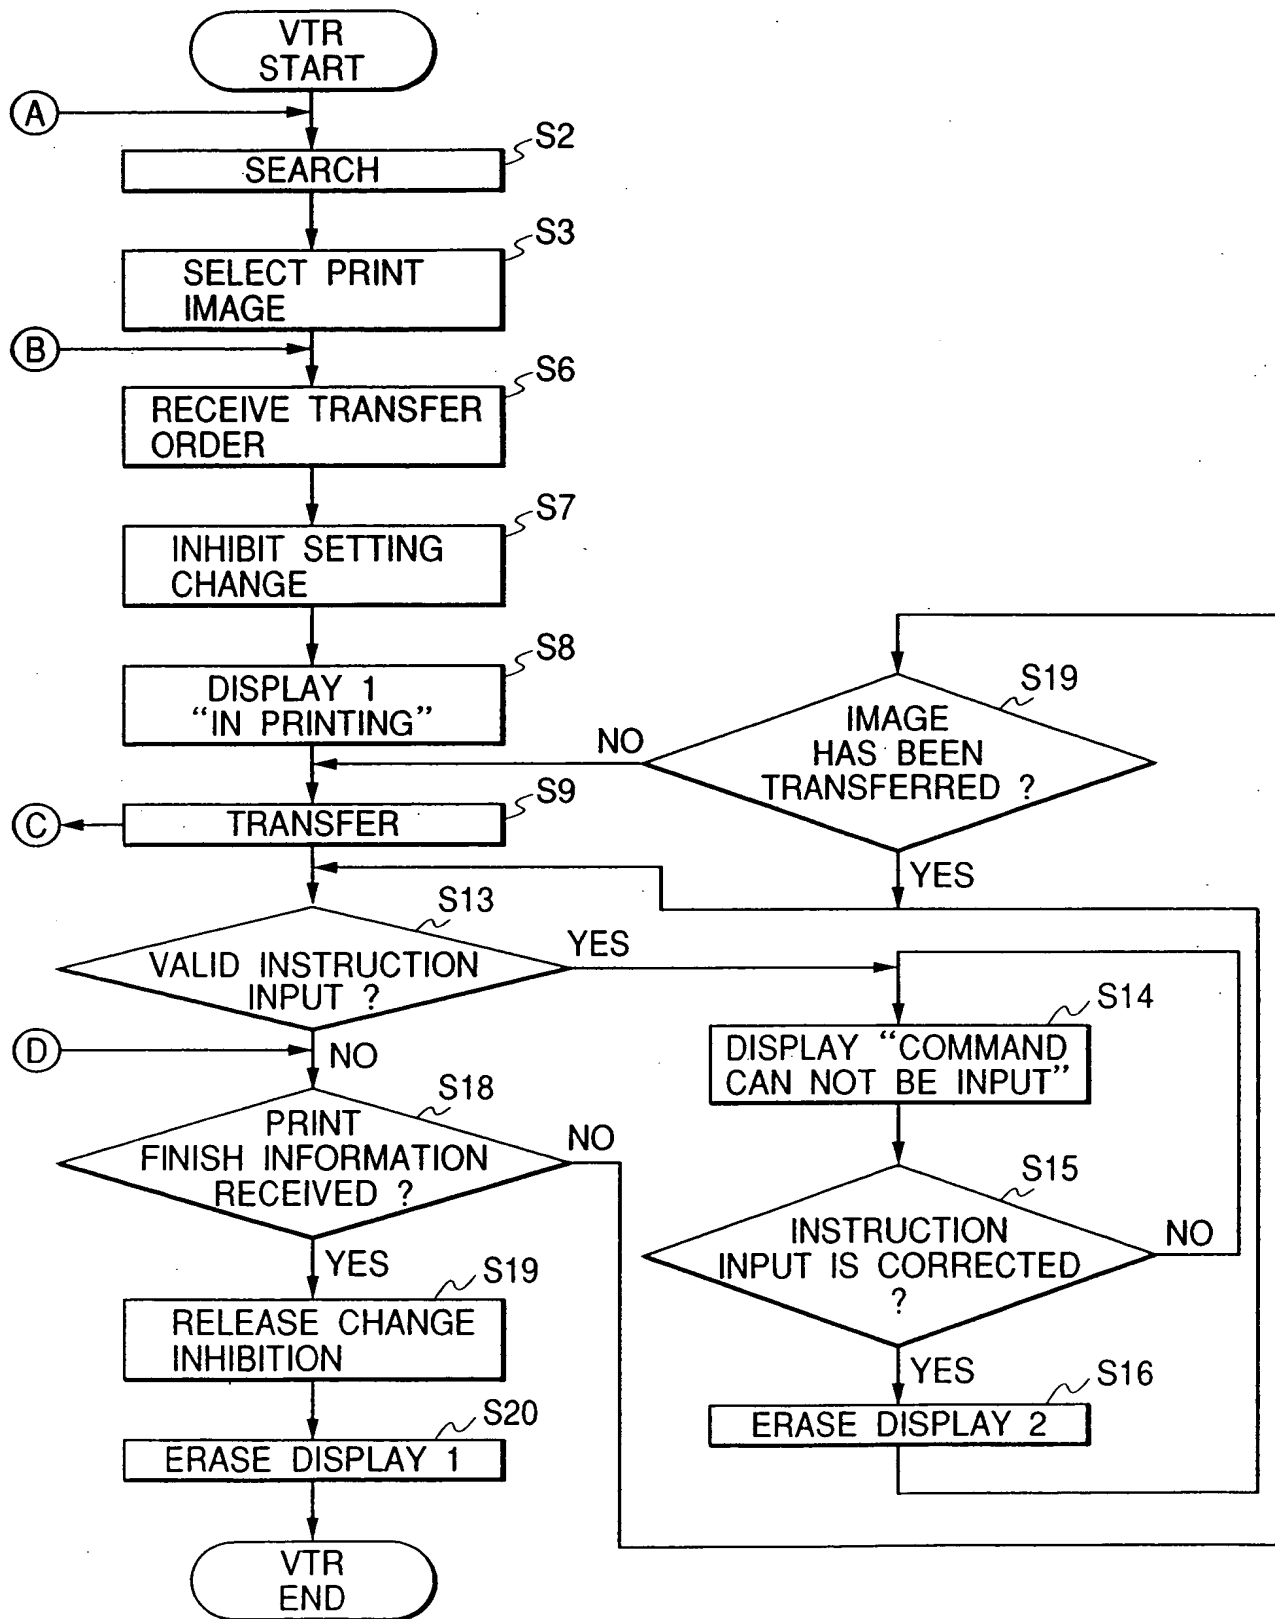 VTR
START
A
S2
SEARCH
S3
SELECT PRINT
IMAGE
B
S6
RECEIVE TRANSFER
ORDER
S7
INHIBIT SETTING
CHANGE
S8
DISPLAY 1
“IN PRINTING”
S19
IMAGE
HAS BEEN
TRANSFERRED ?
NO
YES
S9
C
TRANSFER
S13
VALID INSTRUCTION
INPUT ?
YES
NO
S14
DISPLAY “COMMAND
CAN NOT BE INPUT”
D
S18
PRINT
FINISH INFORMATION
RECEIVED ?
NO
YES
S15
INSTRUCTION
INPUT IS CORRECTED
?
NO
YES
S19
RELEASE CHANGE
INHIBITION
S16
ERASE DISPLAY 2
S20
ERASE DISPLAY 1
VTR
END